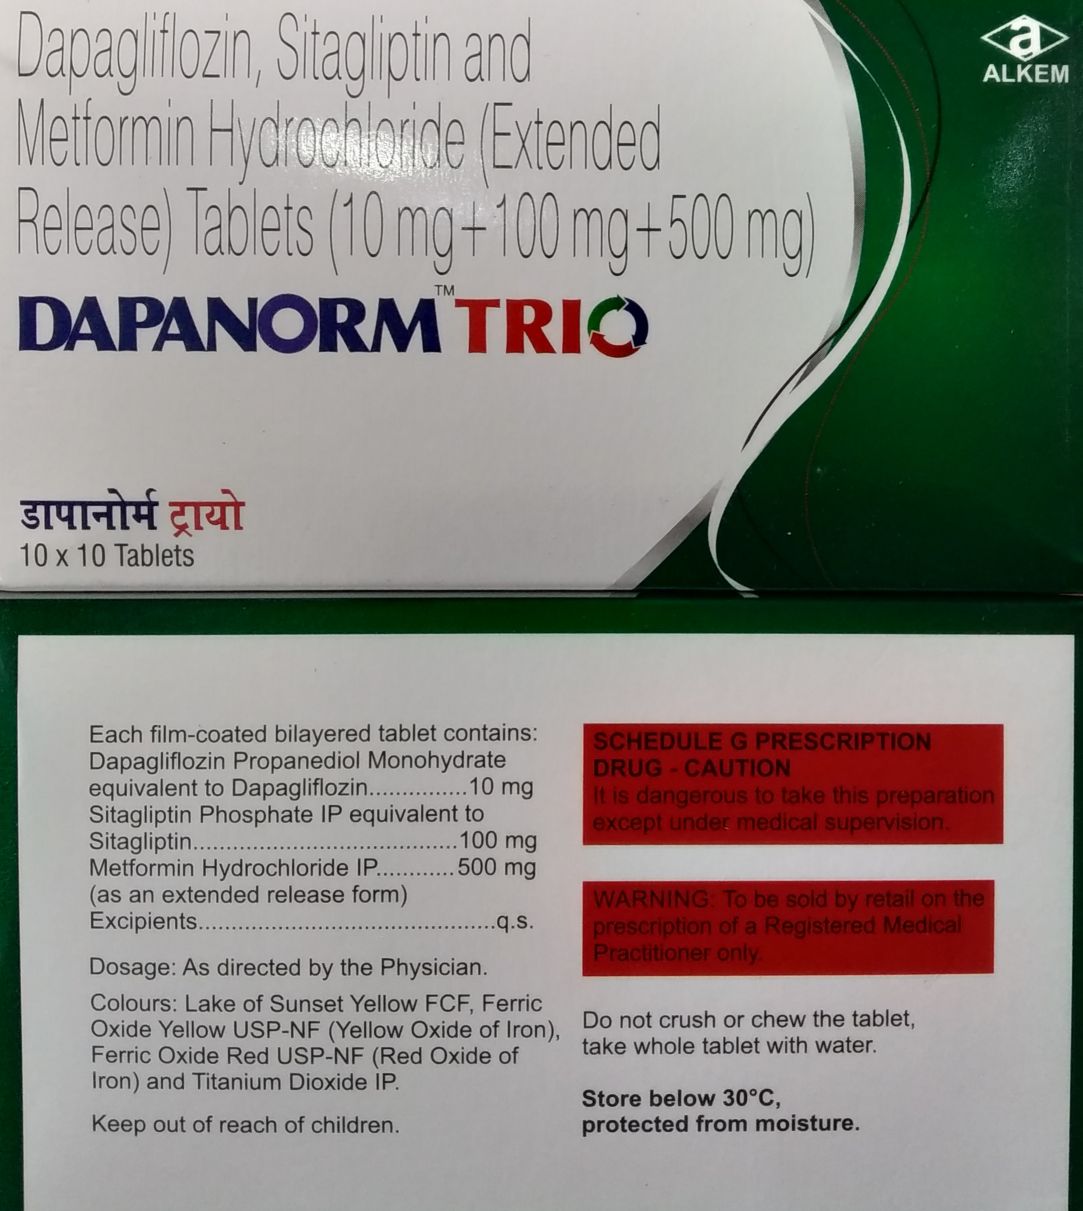 Dapagliflozin, Sitagliptin and
Metformin Hydrochloride (Extended
Release) Tablets (10 mg+100 mg+500 mg)
DAPANORM™ TRIO
डापानोर्म ट्रायो
10 x 10 Tablets
a
ALKEM
Each film-coated bilayered tablet contains:
Dapagliflozin Propanediol Monohydrate
equivalent to Dapagliflozin...............10 mg
Sitagliptin Phosphate IP equivalent to
Sitagliptin........................................100 mg
Metformin Hydrochloride IP............500 mg
(as an extended release form)
Excipients.............................................q.s.
Dosage: As directed by the Physician.
Colours: Lake of Sunset Yellow FCF, Ferric
Oxide Yellow USP-NF (Yellow Oxide of Iron),
Ferric Oxide Red USP-NF (Red Oxide of
Iron) and Titanium Dioxide IP.
Keep out of reach of children.
SCHEDULE G PRESCRIPTION
DRUG - CAUTION
It is dangerous to take this preparation
except under medical supervision.
WARNING: To be sold by retail on the
prescription of a Registered Medical
Practitioner only.
Do not crush or chew the tablet,
take whole tablet with water.
Store below 30°C,
protected from moisture.